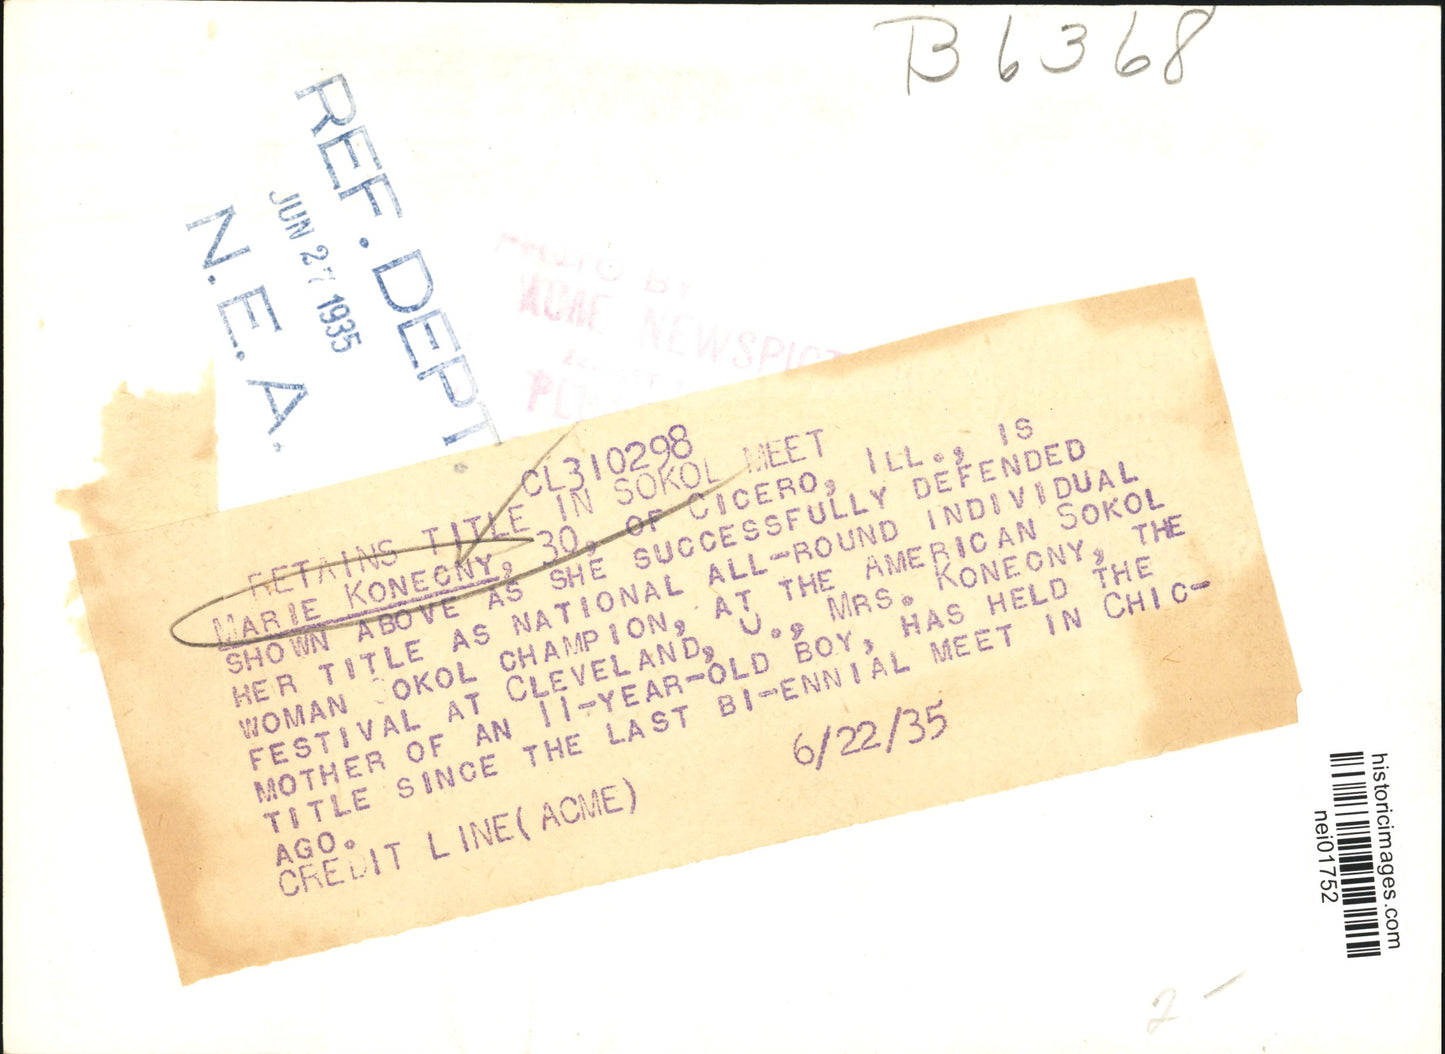 B6368
REF. DEPT
JUN 27 1935
N.E.A.
PHOTO BY
ACME NEWSPICT
CL310298
RETAINS TITLE IN SOKOL MEET
MARIE KONECNY, 30, OF CICERO, ILL., IS
SHOWN ABOVE AS SHE SUCCESSFULLY DEFENDED
HER TITLE AS NATIONAL ALL-ROUND INDIVIDUAL
WOMAN SOKOL CHAMPION, AT THE AMERICAN SOKOL
FESTIVAL AT CLEVELAND, O., MRS. KONECNY, THE
MOTHER OF AN 11-YEAR-OLD BOY, HAS HELD THE
TITLE SINCE THE LAST BI-ENNIAL MEET IN CHIC-
AGO.
CREDIT LINE(ACME)
6/22/35
historicimages.com
nei01752
2-